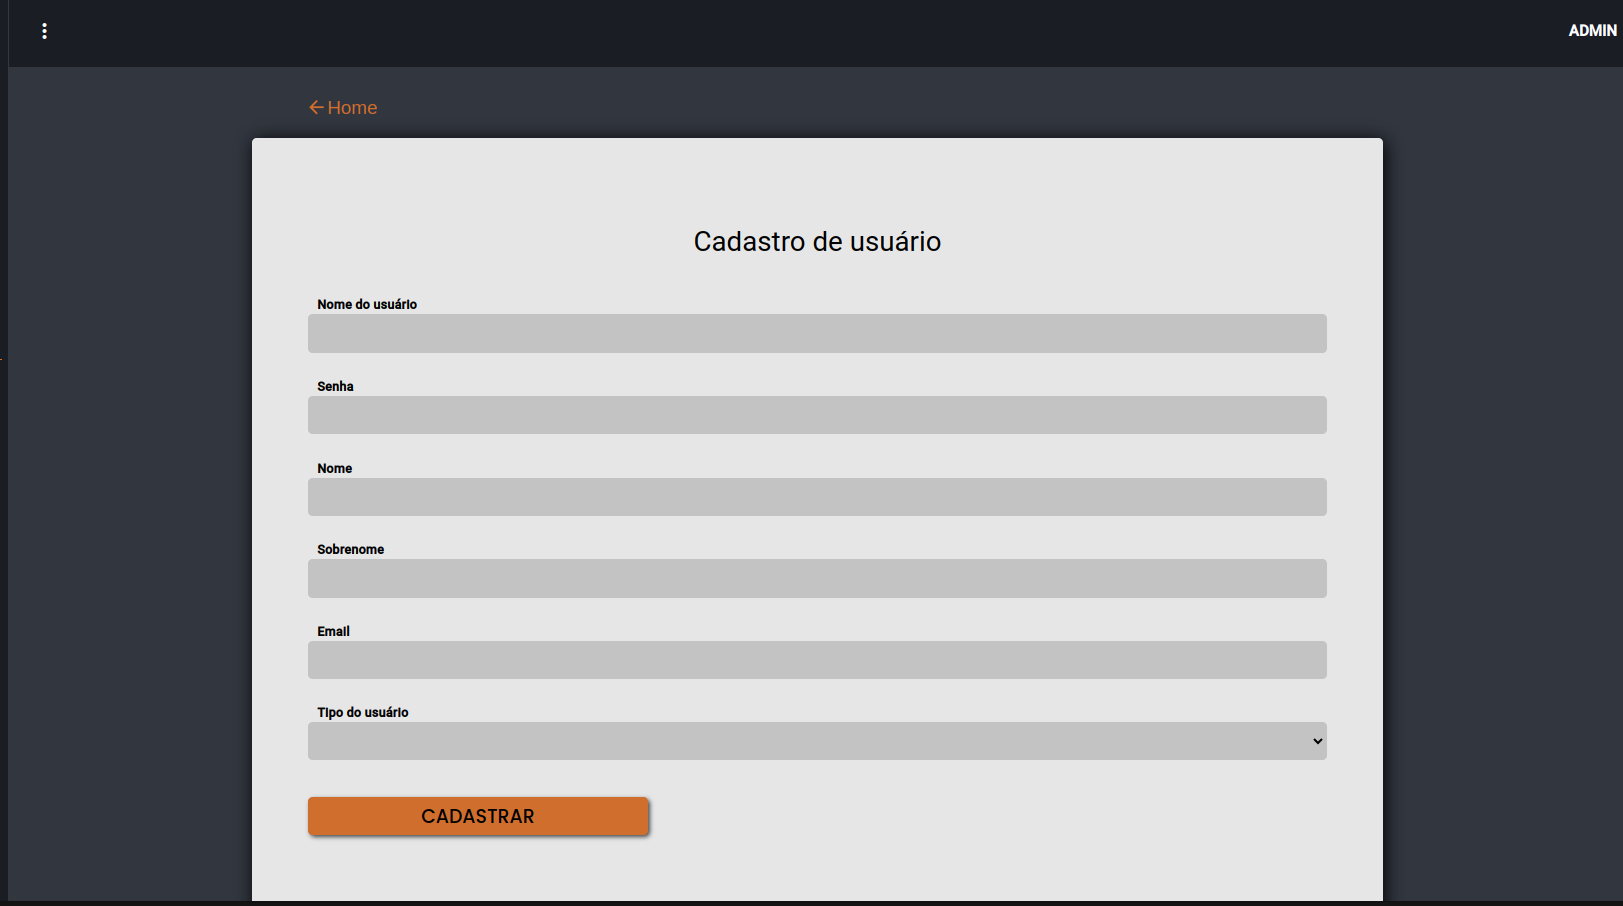 ADMIN
Home
Cadastro de usuário
Nome do usuário
Senha
Nome
Sobrenome
Email
Tipo do usuário
CADASTRAR